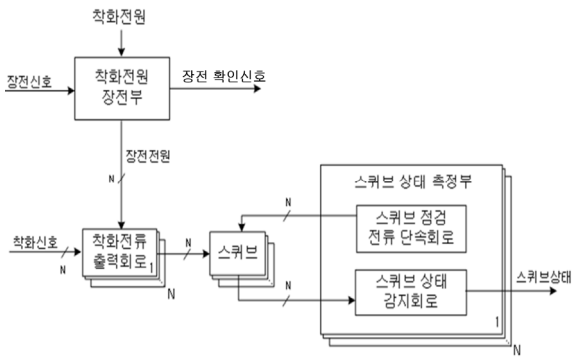 착화전원
장전신호
착화전원
장전부
장전 확인신호
장전전원
N
스퀴브 상태 측정부
N
스퀴브 점검
전류 단속회로
착화신호
N
착화전류
출력회로
1
N
N
스퀴브
N
스퀴브 상태
감지회로
스퀴브상태
1
N